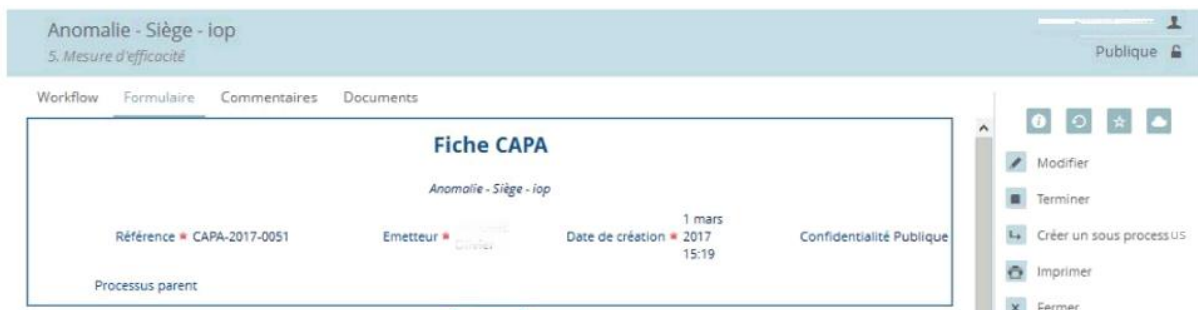 Anomalie - Siège - iop
5. Mesure d'efficacité
Publique
Workflow Formulaire Commentaires Documents
Fiche CAPA
Anomalie - Siège - iop
Référence * CAPA-2017-0051 Emetteur * Date de création * 1 mars 2017 15:19 Confidentialité Publique
Processus parent
Modifier
Terminer
Créer un sous processus
Imprimer
Fermer